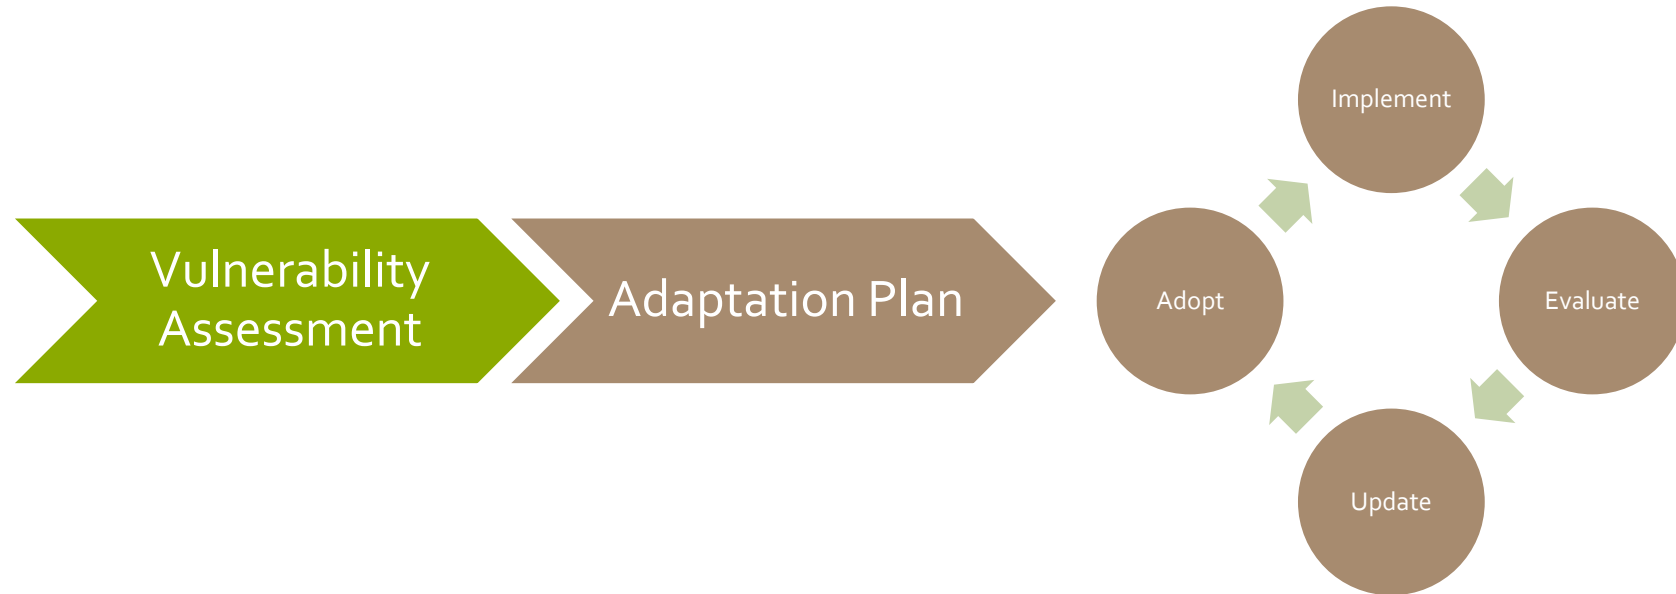 Vulnerability
Assessment
Adaptation Plan
Implement
Adopt
Evaluate
Update